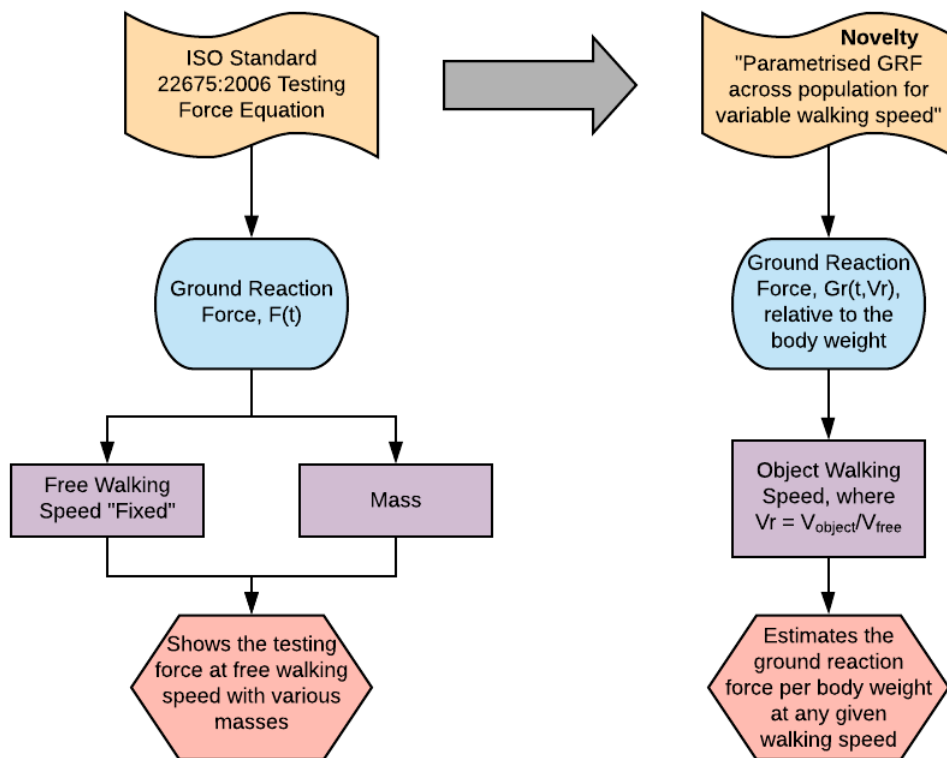 ISO Standard
22675:2006 Testing
Force Equation
Novelty
"Parametrised GRF
across population for
variable walking speed"
Ground Reaction
Force, F(t)
Ground Reaction
Force, Gr(t,Vr),
relative to the
body weight
Free Walking
Speed "Fixed"
Mass
Object Walking
Speed, where
Vr = Vobject/Vfree
Shows the testing
force at free walking
speed with various
masses
Estimates the
ground reaction
force per body weight
at any given
walking speed